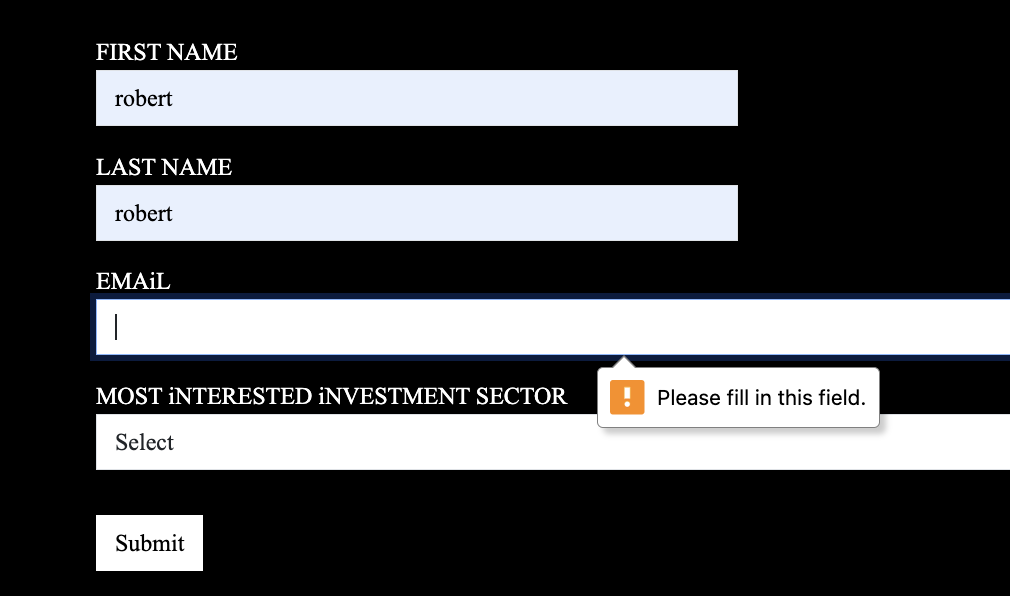 FIRST NAME
robert
LAST NAME
robert
EMAiL
MOST iNTERESTED iNVESTMENT SECTOR
Please fill in this field.
Select
Submit